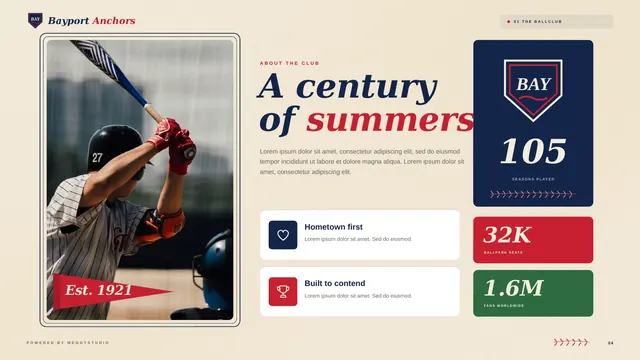 BAY
Bayport Anchors
01 THE BALLCLUB
27
Est. 1921
ABOUT THE CLUB
A century
of summers
Lorem ipsum dolor sit amet, consectetur adipiscing elit, sed do eiusmod
tempor incididunt ut labore et dolore magna aliqua. Lorem ipsum dolor sit
amet, consectetur adipiscing elit.
Hometown first
Lorem ipsum dolor sit amet. Sed do eiusmod.
Built to contend
Lorem ipsum dolor sit amet. Sed do eiusmod.
BAY
105
SEASONS PLAYED
32K
BALLPARK SEATS
1.6M
FANS WORLDWIDE
POWERED BY MEGGYSTUDIO
04